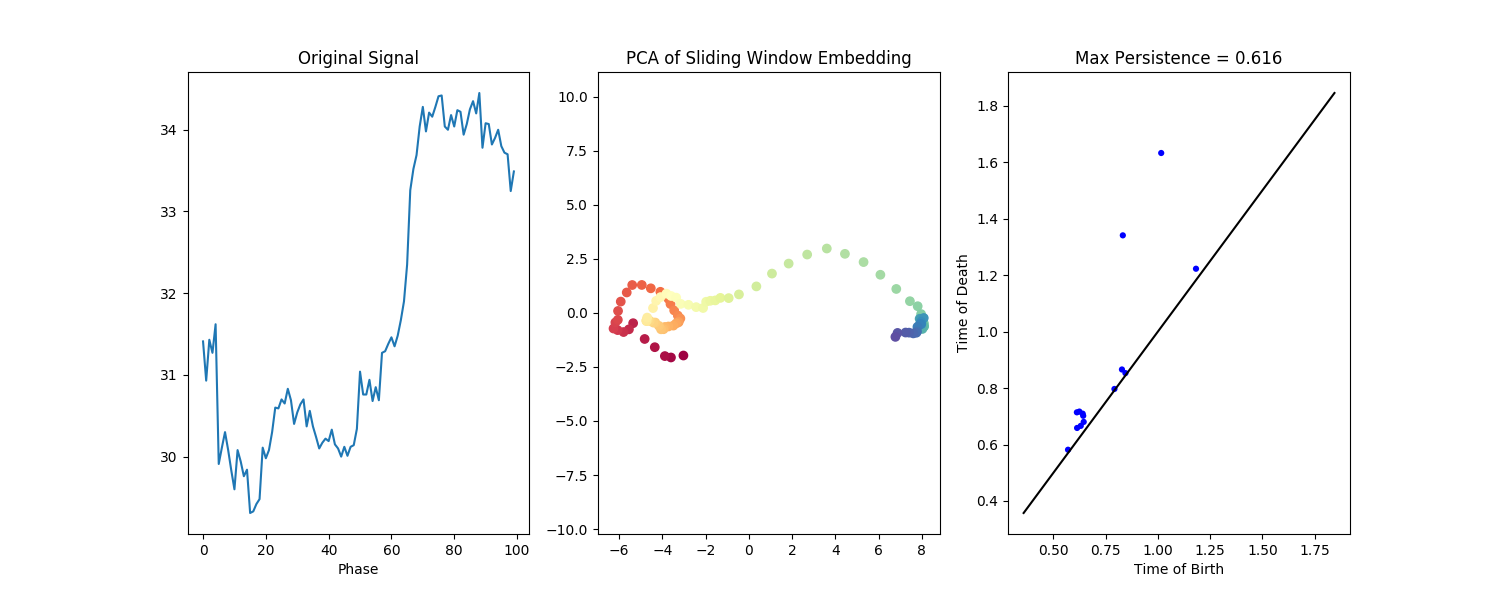 Original Signal
34
33
32
31
30
0 20 40 60 80 100
Phase
PCA of Sliding Window Embedding
10.0
7.5
5.0
2.5
0.0
−2.5
−5.0
−7.5
−10.0
−6 −4 −2 0 2 4 6 8
Max Persistence = 0.616
Time of Death
1.8
1.6
1.4
1.2
1.0
0.8
0.6
0.4
0.50 0.75 1.00 1.25 1.50 1.75
Time of Birth